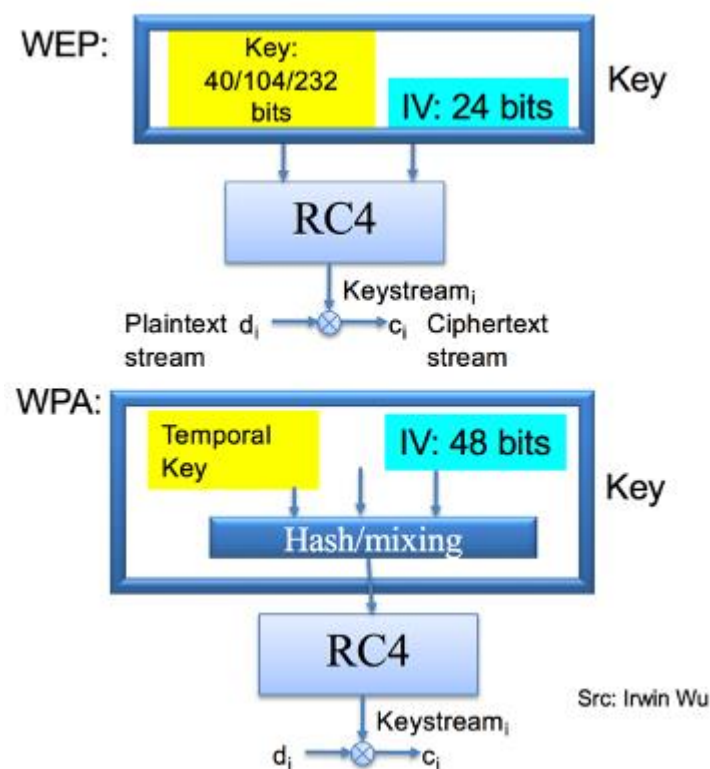 WEP:
Key:
40/104/232
bits
IV: 24 bits
Key
RC4
Keystreamᵢ
Plaintext dᵢ
stream
cᵢ Ciphertext
stream
WPA:
Temporal
Key
IV: 48 bits
Key
Hash/mixing
RC4
Src: Irwin Wu
Keystreamᵢ
dᵢ cᵢ